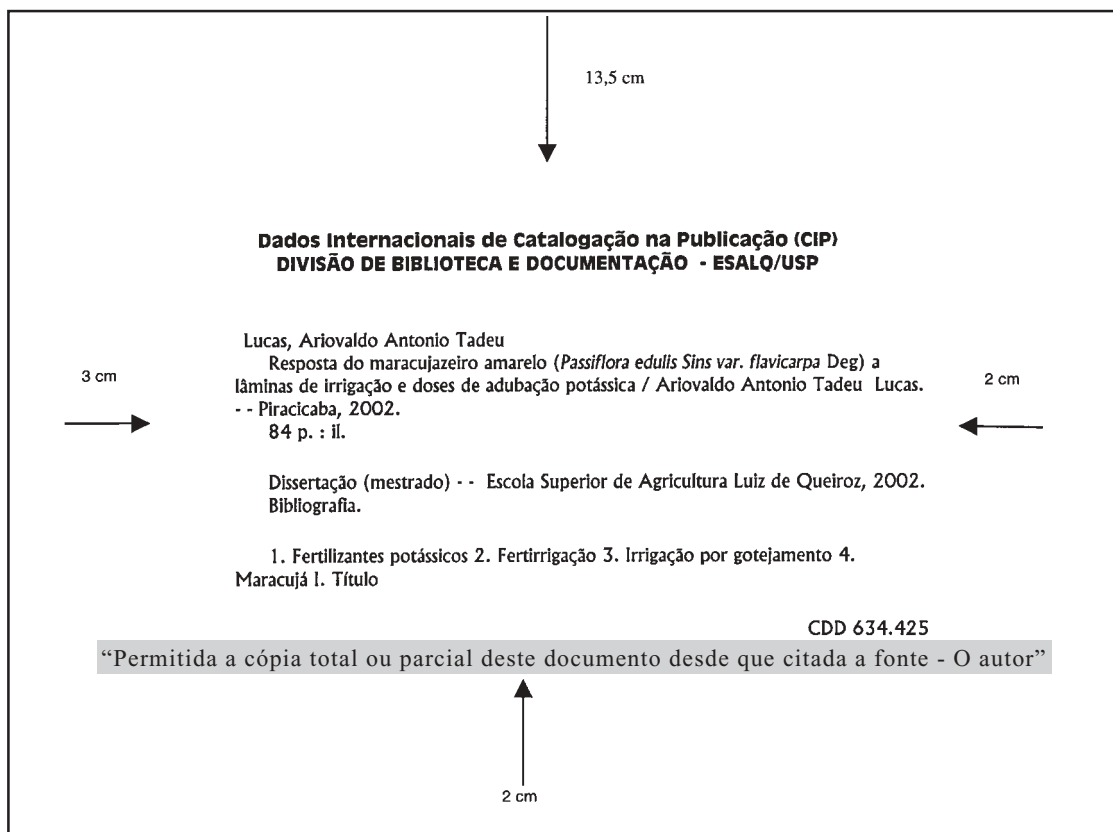 13,5 cm
Dados Internacionais de Catalogação na Publicação (CIP)
DIVISÃO DE BIBLIOTECA E DOCUMENTAÇÃO - ESALQ/USP
Lucas, Ariovaldo Antonio Tadeu
Resposta do maracujazeiro amarelo (Passiflora edulis Sins var. flavicarpa Deg) a
lâminas de irrigação e doses de adubação potássica / Ariovaldo Antonio Tadeu Lucas.
- - Piracicaba, 2002.
84 p. : il.
3 cm
2 cm
Dissertação (mestrado) - - Escola Superior de Agricultura Luiz de Queiroz, 2002.
Bibliografia.
1. Fertilizantes potássicos 2. Fertirrigação 3. Irrigação por gotejamento 4.
Maracujá I. Título
CDD 634.425
“Permitida a cópia total ou parcial deste documento desde que citada a fonte - O autor”
2 cm